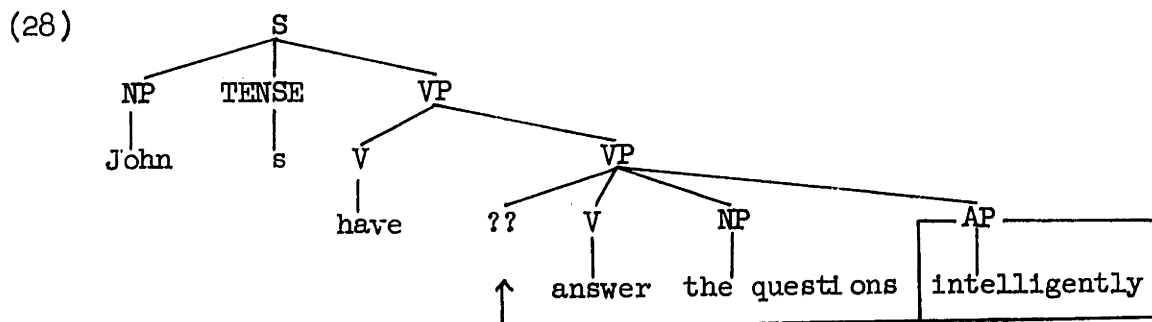 (28)
S
NP TENSE VP
John s V VP
have ?? V NP AP
answer the questions intelligently